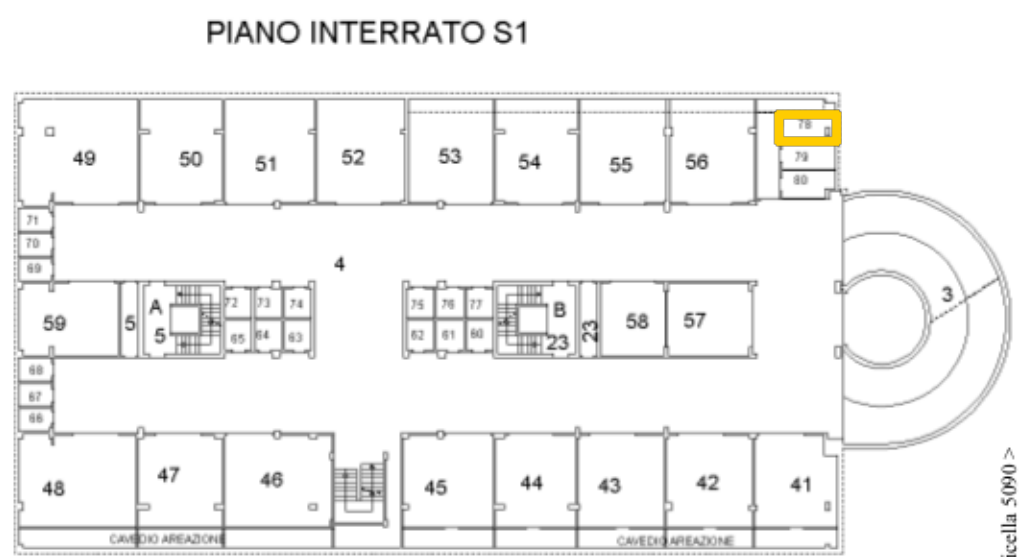 PIANO INTERRATO S1
49 50 51 52 53 54 55 56 78
79
80
71
70
69
4
3
59 5 A 5 72 73 74 75 76 77 B 23 23 58 57
65 64 63 62 61 60
68
67
66
48 47 46 45 44 43 42 41
CAVEDIO AREAZIONE CAVEDIO AREAZIONE
icella 5090 >